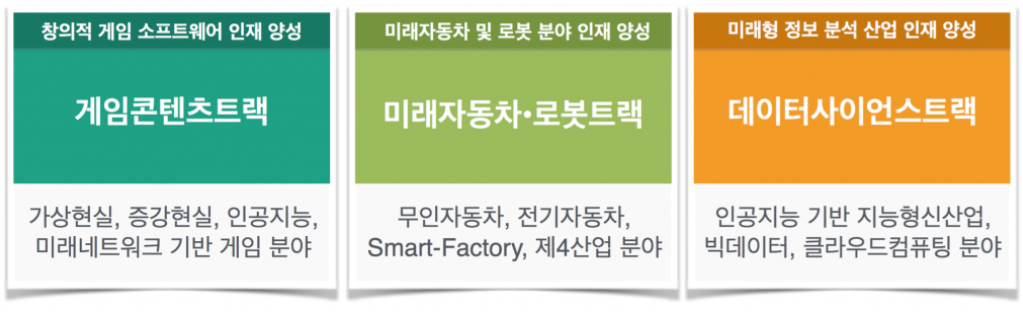 창의적 게임 소프트웨어 인재 양성
게임콘텐츠트랙
가상현실, 증강현실, 인공지능,
미래네트워크 기반 게임 분야
미래자동차 및 로봇 분야 인재 양성
미래자동차·로봇트랙
무인자동차, 전기자동차,
Smart-Factory, 제4산업 분야
미래형 정보 분석 산업 인재 양성
데이터사이언스트랙
인공지능 기반 지능형신산업,
빅데이터, 클라우드컴퓨팅 분야